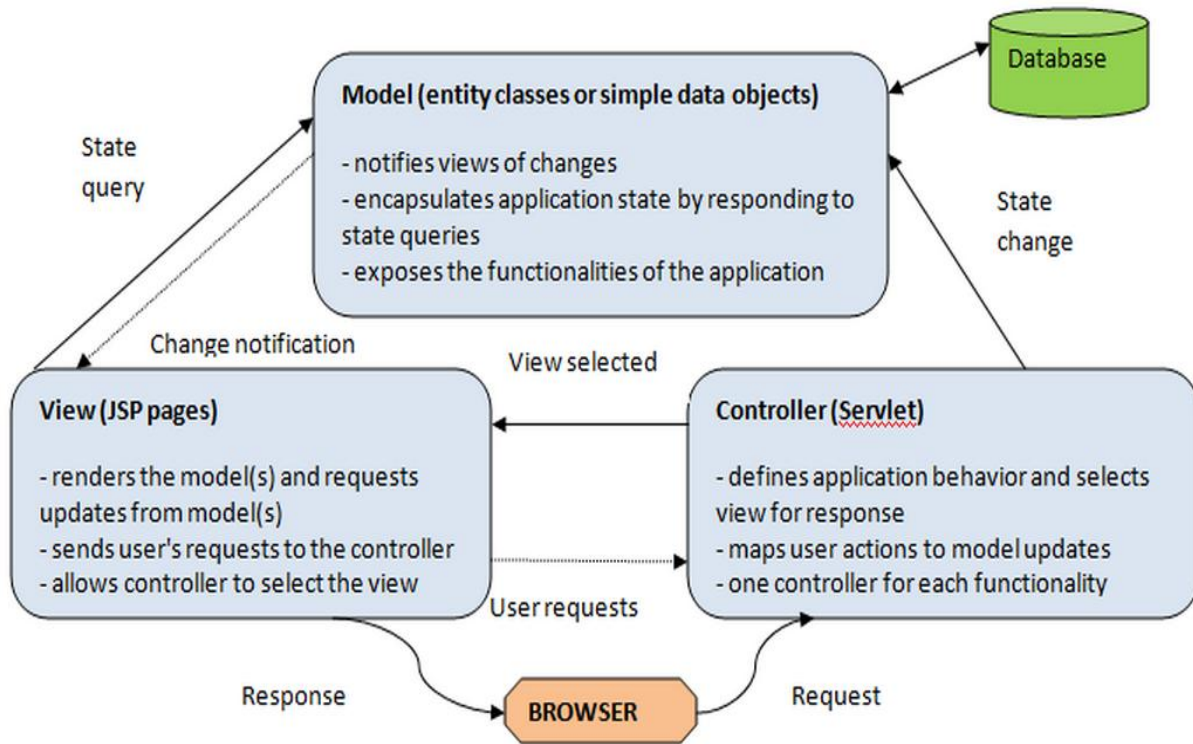 Database
Model (entity classes or simple data objects)
- notifies views of changes
- encapsulates application state by responding to
state queries
- exposes the functionalities of the application
State
query
State
change
Change notification
View selected
View (JSP pages)
- renders the model(s) and requests
updates from model(s)
- sends user's requests to the controller
- allows controller to select the view
Controller (Servlet)
- defines application behavior and selects
view for response
- maps user actions to model updates
- one controller for each functionality
User requests
Response
BROWSER
Request